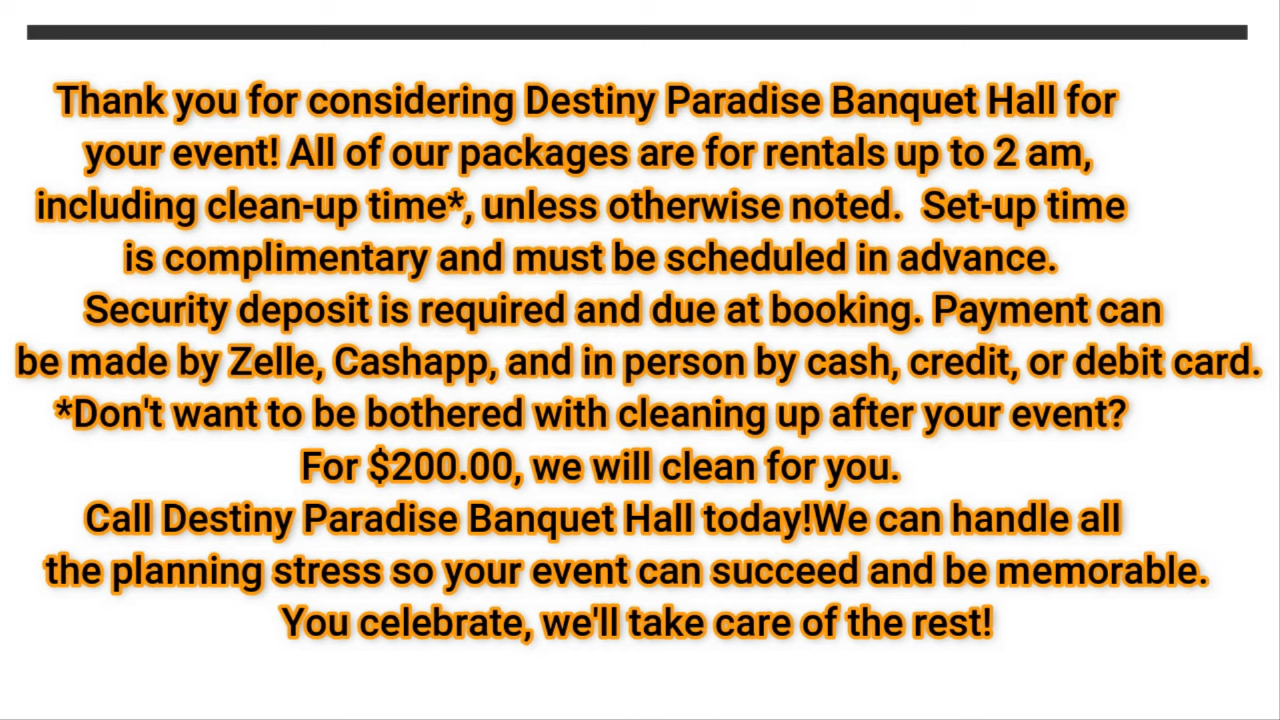 Thank you for considering Destiny Paradise Banquet Hall for
your event! All of our packages are for rentals up to 2 am,
including clean-up time*, unless otherwise noted.  Set-up time
is complimentary and must be scheduled in advance.
Security deposit is required and due at booking. Payment can
be made by Zelle, Cashapp, and in person by cash, credit, or debit card.
*Don't want to be bothered with cleaning up after your event?
For $200.00, we will clean for you.
Call Destiny Paradise Banquet Hall today!We can handle all
the planning stress so your event can succeed and be memorable.
You celebrate, we'll take care of the rest!